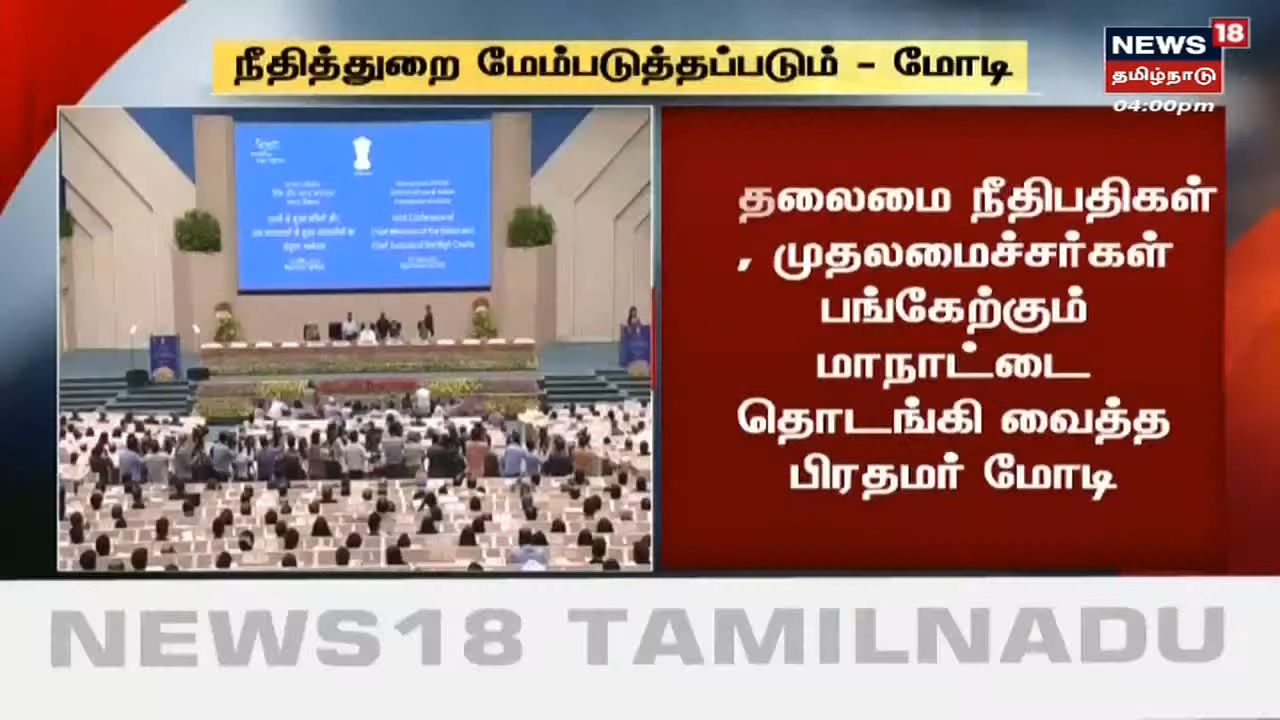 நீதித்துறை மேம்படுத்தப்படும் - மோடி
NEWS 18
தமிழ்நாடு
04:00pm
தலைமை நீதிபதிகள்
, முதலமைச்சர்கள்
பங்கேற்கும்
மாநாட்டை
தொடங்கி வைத்த
பிரதமர் மோடி
NEWS18 TAMILNADU